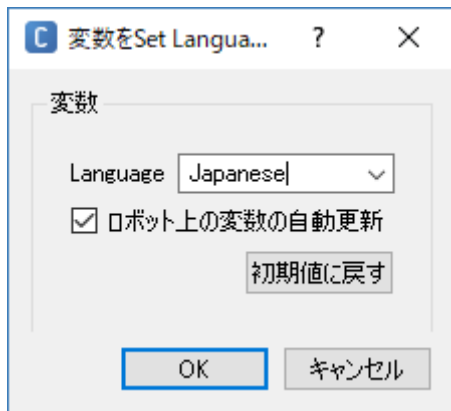 C 変数をSet Langua... ?
変数
Language Japanese
ロボット上の変数の自動更新
初期値に戻す
OK キャンセル